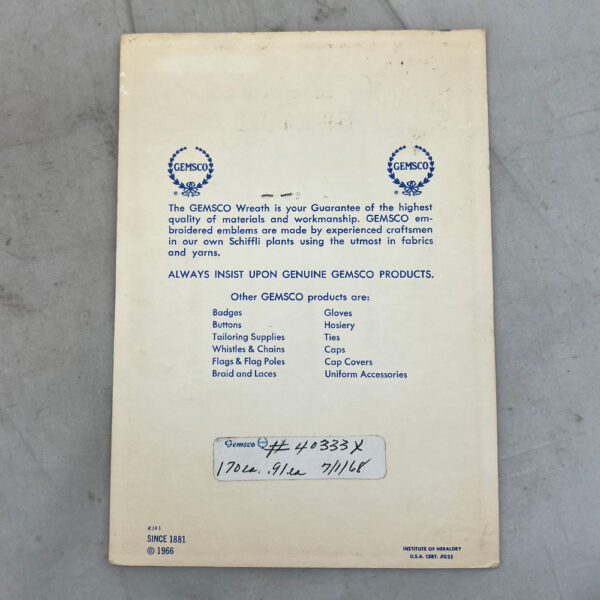 GEMSCO GEMSCO
® ®
The GEMSCO Wreath is your Guarantee of the highest
quality of materials and workmanship. GEMSCO em-
broidered emblems are made by experienced craftsmen
in our own Schiffli plants using the utmost in fabrics
and yarns.
ALWAYS INSIST UPON GENUINE GEMSCO PRODUCTS.
Other GEMSCO products are:
Badges Gloves
Buttons Hosiery
Tailoring Supplies Ties
Whistles & Chains Caps
Flags & Flag Poles Cap Covers
Braid and Laces Uniform Accessories
Gemsco # 40333X
170ea. .91ea 7/1/68
SINCE 1881
© 1966
INSTITUTE OF HERALDRY
U.S.A. CERT. #022